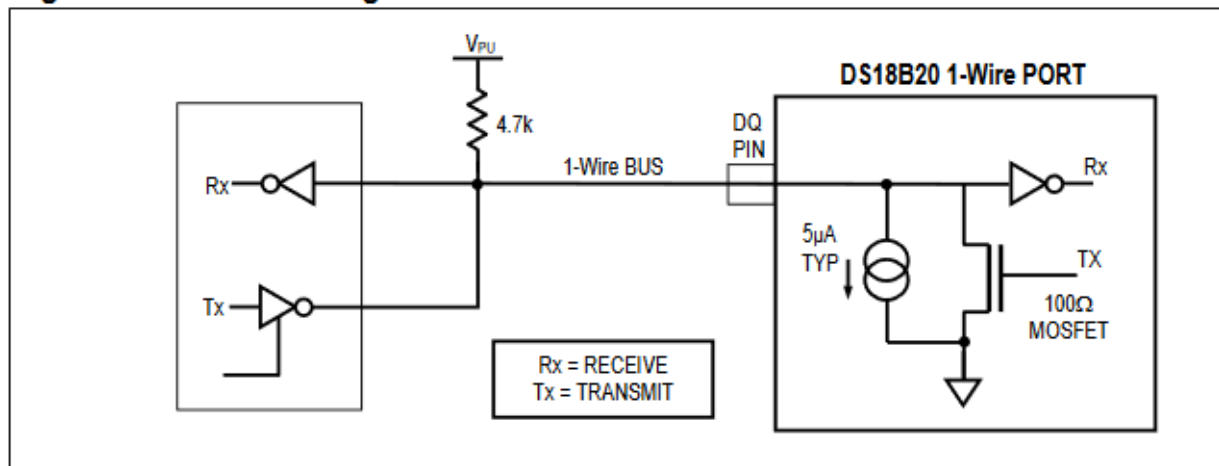 VPU
4.7k
DS18B20 1-Wire PORT
DQ
PIN
1-Wire BUS
Rx
Rx
5µA
TYP
TX
Tx
100Ω
MOSFET
Rx = RECEIVE
Tx = TRANSMIT